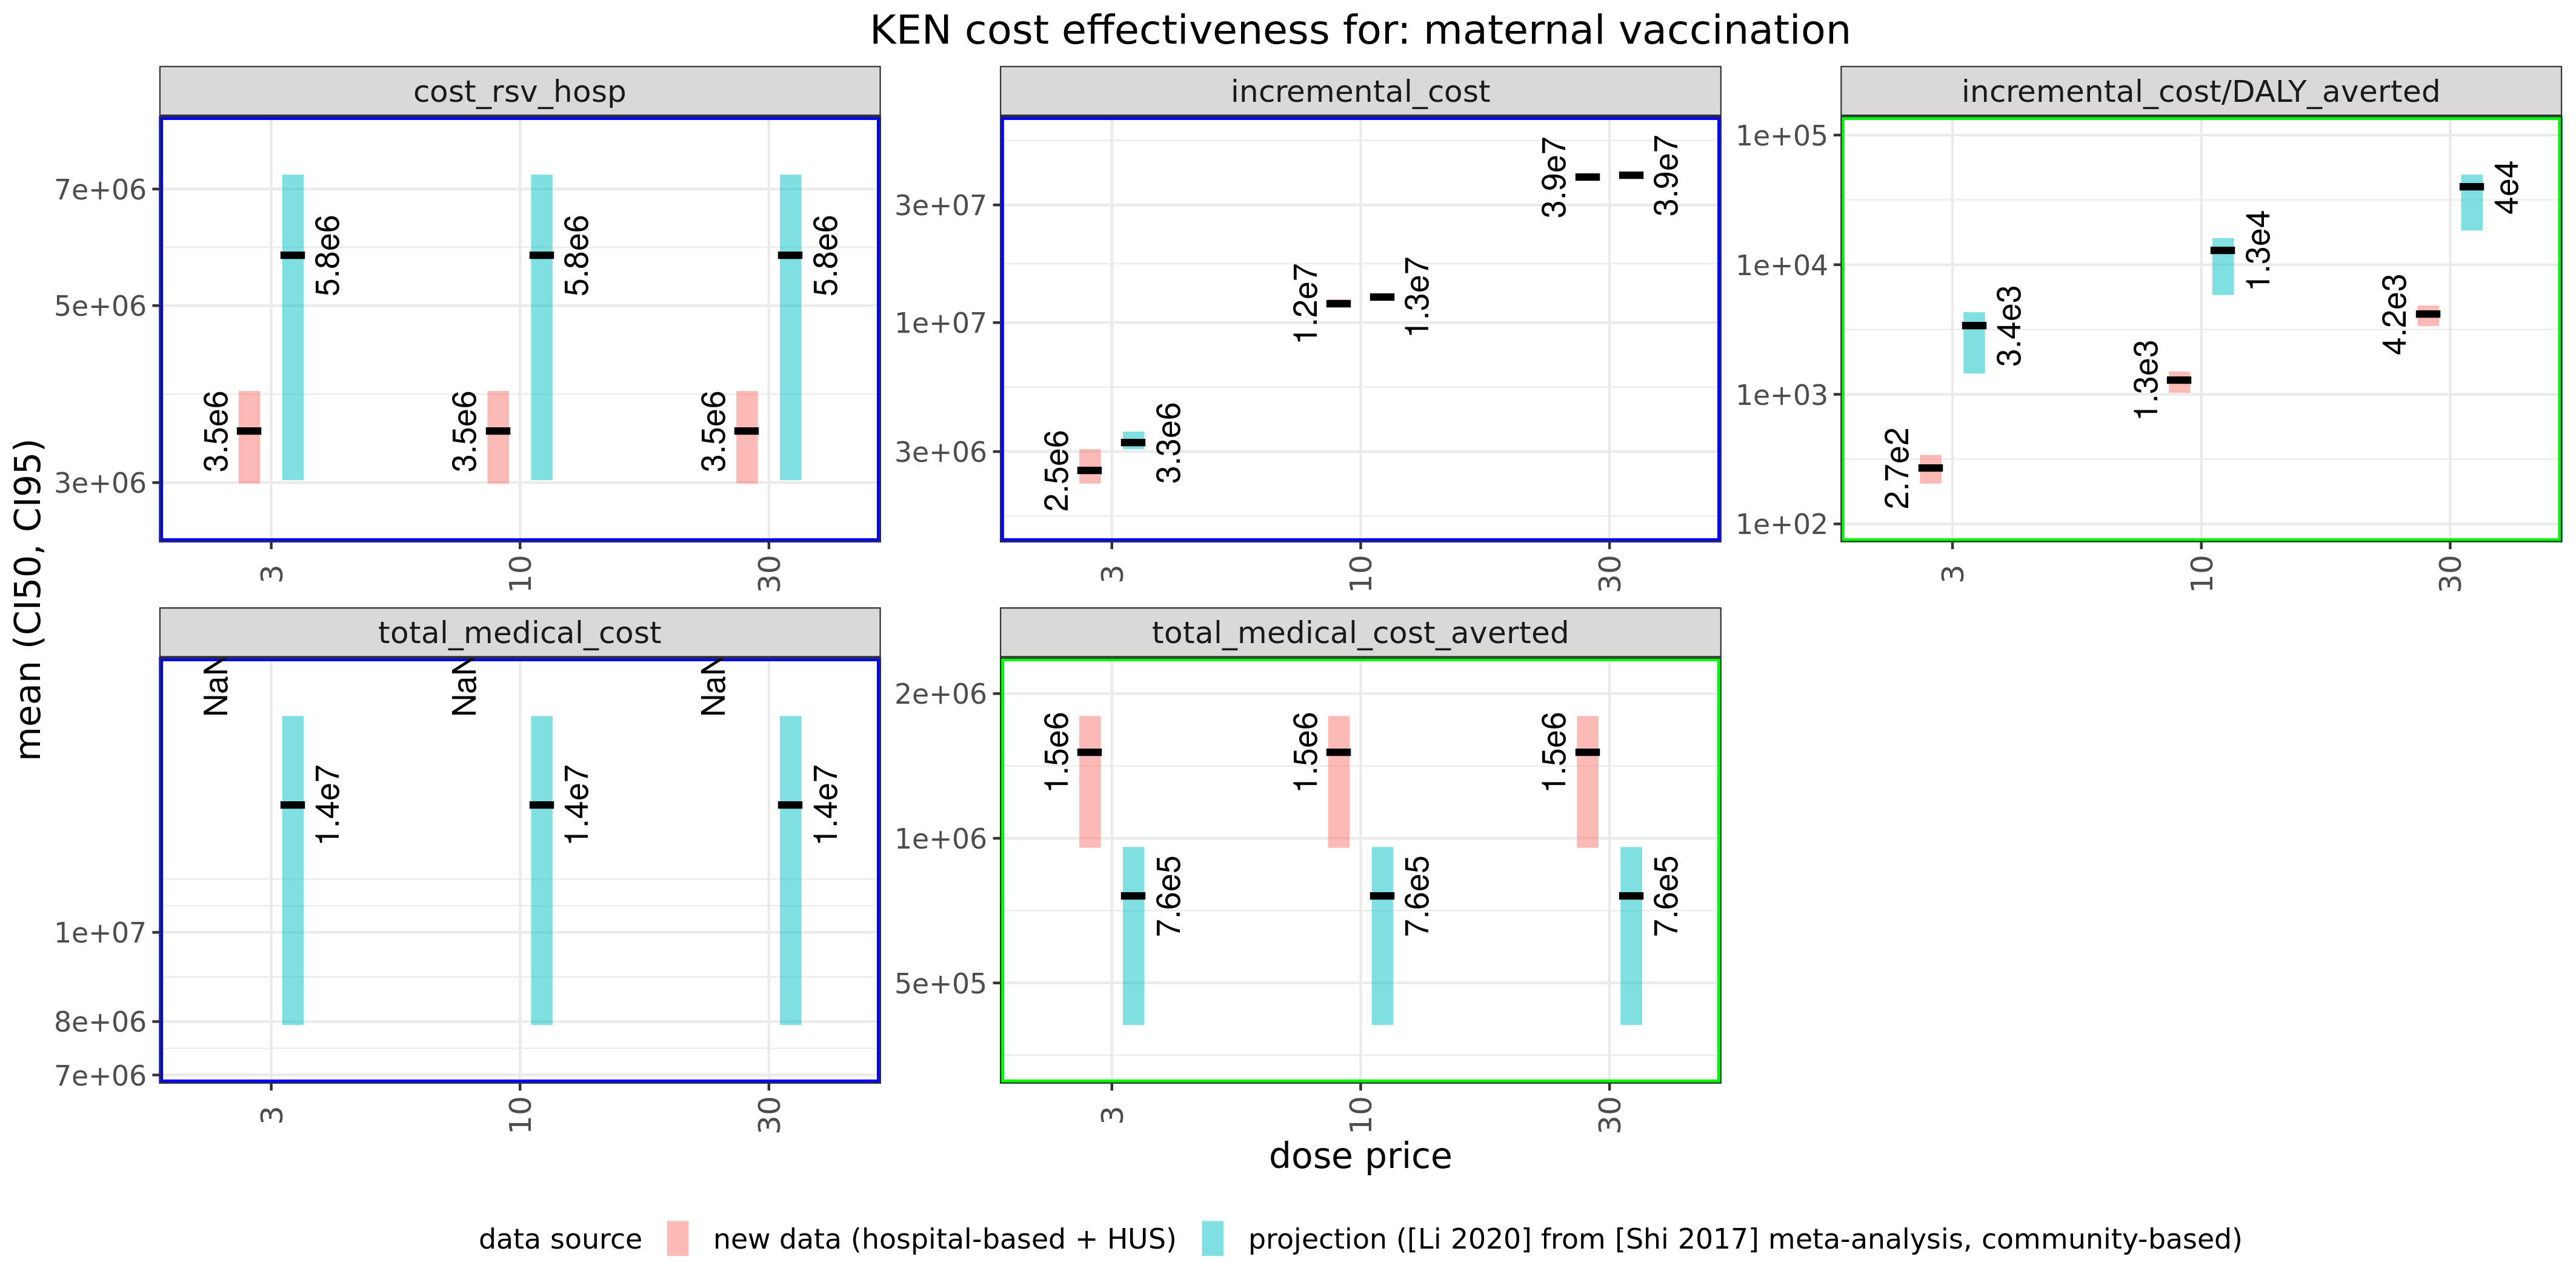 KEN cost effectiveness for: maternal vaccination
mean (CI50, CI95)
cost_rsv_hosp
7e+06
5e+06
3e+06
3.5e6
5.8e6
3.5e6
5.8e6
3.5e6
5.8e6
3
10
30
incremental_cost
3e+07
1e+07
3e+06
2.5e6
3.3e6
1.2e7
1.3e7
3.9e7
3.9e7
3
10
30
incremental_cost/DALY_averted
1e+05
1e+04
1e+03
1e+02
2.7e2
3.4e3
1.3e3
1.3e4
4.2e3
4e4
3
10
30
total_medical_cost
1e+07
8e+06
7e+06
NaN
1.4e7
NaN
1.4e7
NaN
1.4e7
3
10
30
total_medical_cost_averted
2e+06
1e+06
5e+05
1.5e6
7.6e5
1.5e6
7.6e5
1.5e6
7.6e5
3
10
30
dose price
data source new data (hospital-based + HUS) projection ([Li 2020] from [Shi 2017] meta-analysis, community-based)